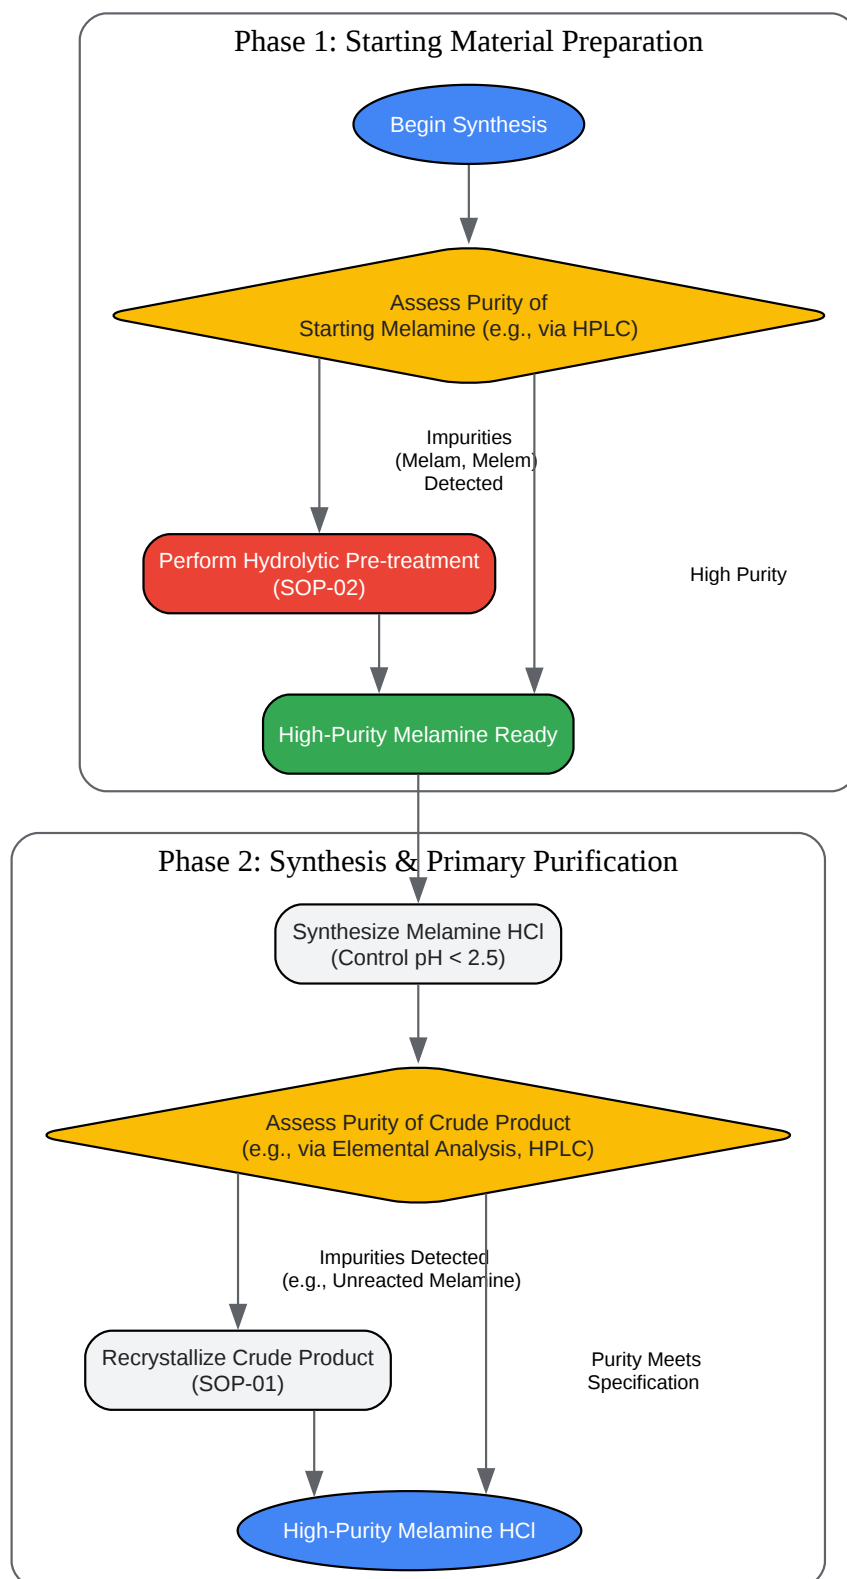 Phase 1: Starting Material Preparation
Begin Synthesis
Assess Purity of
Starting Melamine (e.g., via HPLC)
Impurities
(Melam, Melem)
Detected
Perform Hydrolytic Pre-treatment
(SOP-02)
High Purity
High-Purity Melamine Ready
Phase 2: Synthesis & Primary Purification
Synthesize Melamine HCl
(Control pH < 2.5)
Assess Purity of Crude Product
(e.g., via Elemental Analysis, HPLC)
Impurities Detected
(e.g., Unreacted Melamine)
Recrystallize Crude Product
(SOP-01)
Purity Meets
Specification
High-Purity Melamine HCl